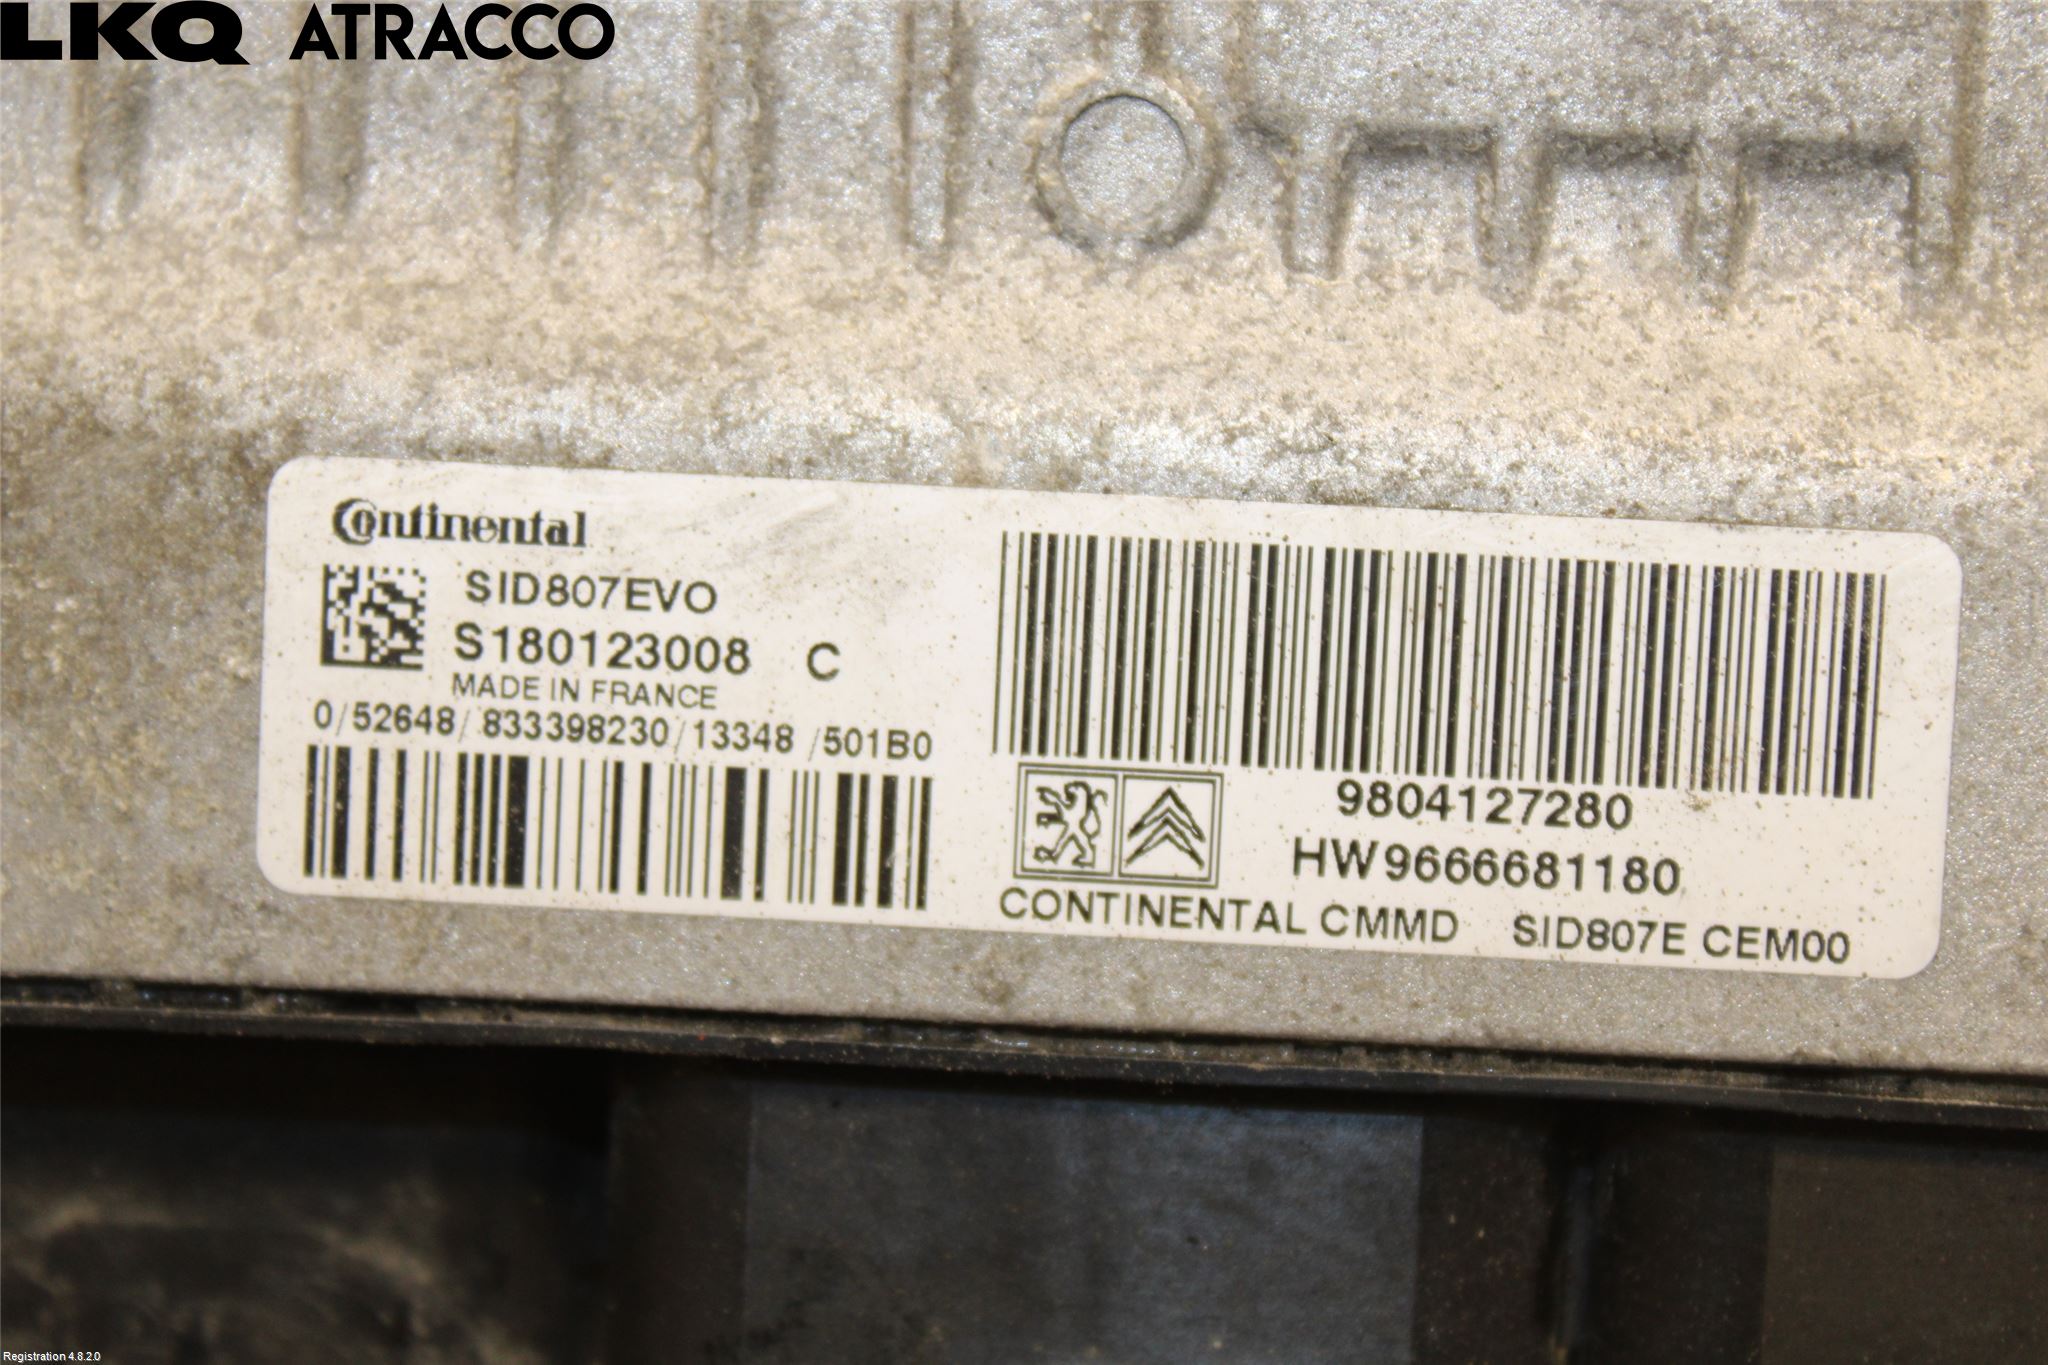 LKQ ATRACCO
Continental
SID807EVO
S180123008 C
MADE IN FRANCE
0/52648/833398230/13348/501B0
9804127280
HW9666681180
CONTINENTAL CMMD SID807E CEM00
Registration 4.8.2.0